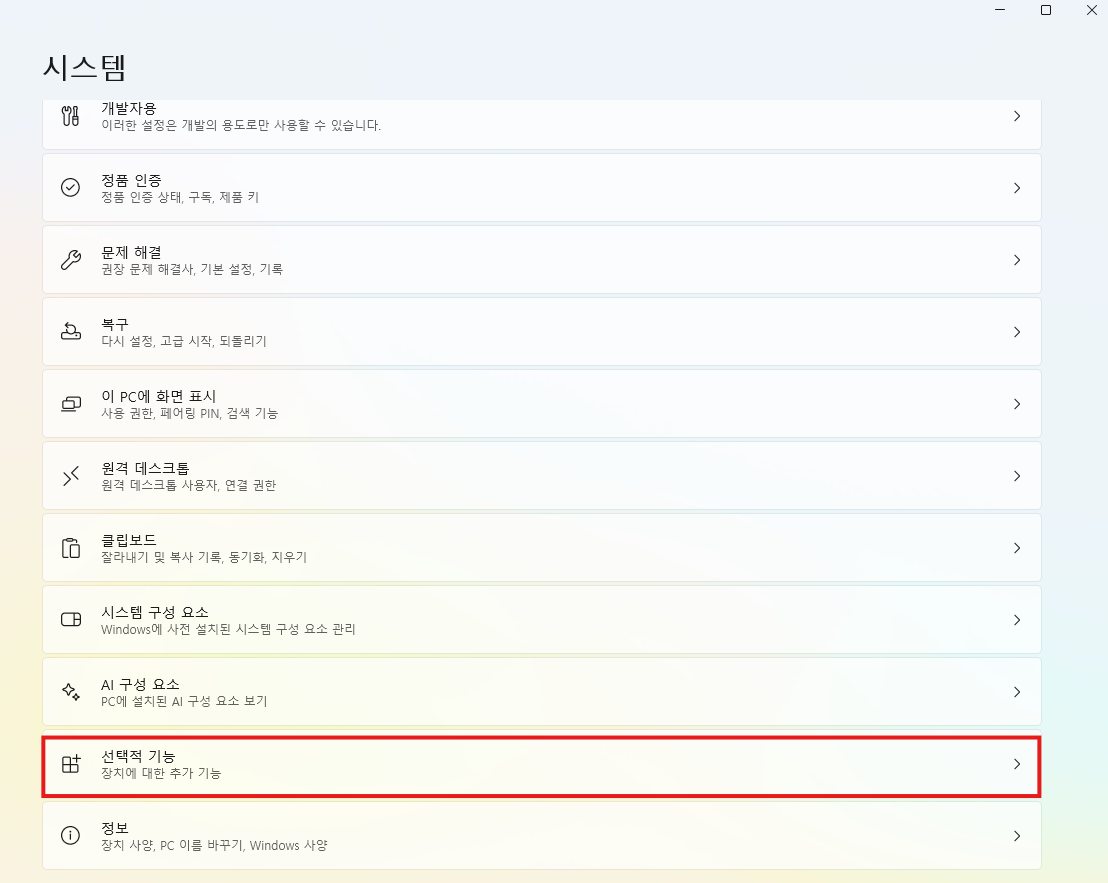 시스템
개발자용
이러한 설정은 개발의 용도로만 사용할 수 있습니다.
정품 인증
정품 인증 상태, 구독, 제품 키
문제 해결
권장 문제 해결사, 기본 설정, 기록
복구
다시 설정, 고급 시작, 되돌리기
이 PC에 화면 표시
사용 권한, 페어링 PIN, 검색 기능
원격 데스크톱
원격 데스크톱 사용자, 연결 권한
클립보드
잘라내기 및 복사 기록, 동기화, 지우기
시스템 구성 요소
Windows에 사전 설치된 시스템 구성 요소 관리
AI 구성 요소
PC에 설치된 AI 구성 요소 보기
선택적 기능
장치에 대한 추가 기능
정보
장치 사양, PC 이름 바꾸기, Windows 사양